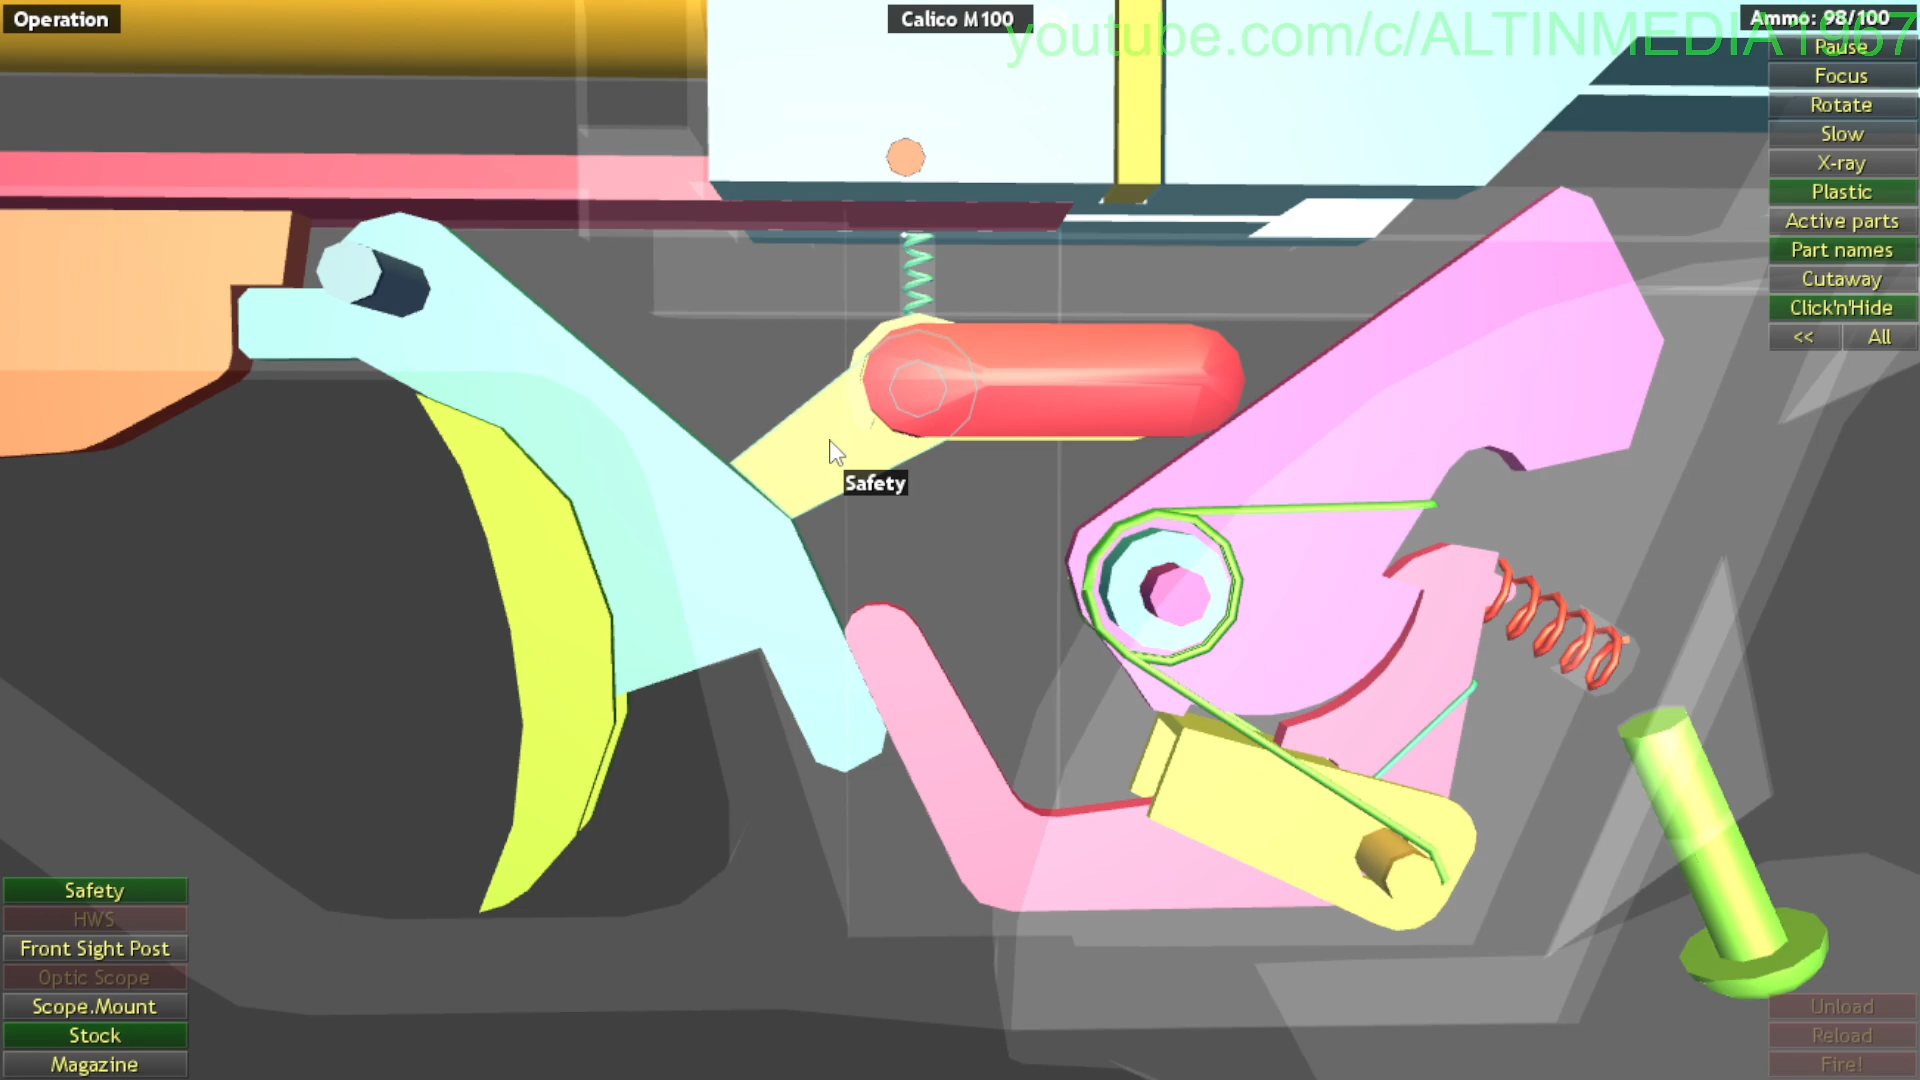 Operation
Calico M100
youtube.com/c/ALTINMEDIA1967
Ammo: 98/100
Pause
Focus
Rotate
Slow
X-ray
Plastic
Active parts
Part names
Cutaway
Click'n'Hide
<< All
Safety
Safety
HWS
Front Sight Post
Optic Scope
Scope.Mount
Stock
Magazine
Unload
Reload
Fire!